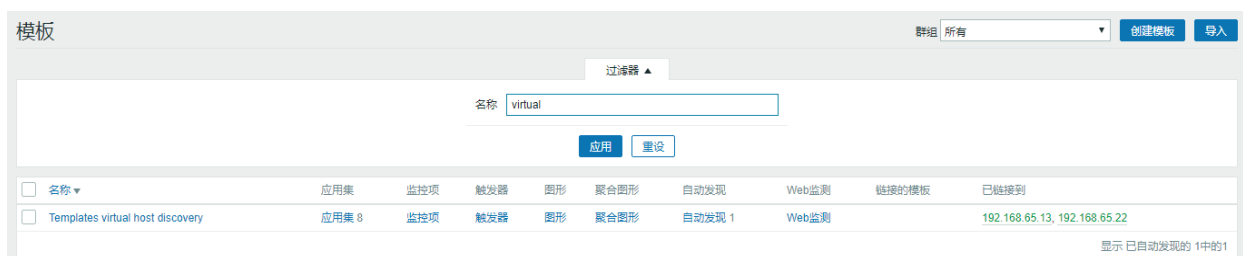 模板
群组 所有 创建模板 导入
过滤器
名称 virtual
应用 重设
名称 应用集 监控项 触发器 图形 聚合图形 自动发现 Web监测 链接的模板 已链接到
Templates virtual host discovery 应用集 8 监控项 触发器 图形 聚合图形 自动发现 1 Web监测 192.168.65.13, 192.168.65.22
显示 已自动发现的 1中的1